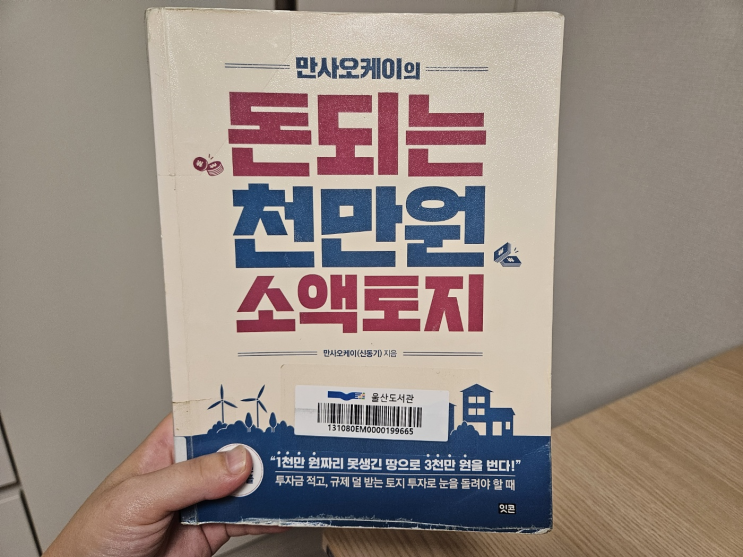 만사오케이의
돈되는
천만원
소액토지
만사오케이(신동기) 지음
울산도서관
131080EM0000199665
“1천만 원짜리 못생긴 땅으로 3천만 원을 번다!”
투자금 적고, 규제 덜 받는 토지 투자로 눈을 돌려야 할 때
잇콘